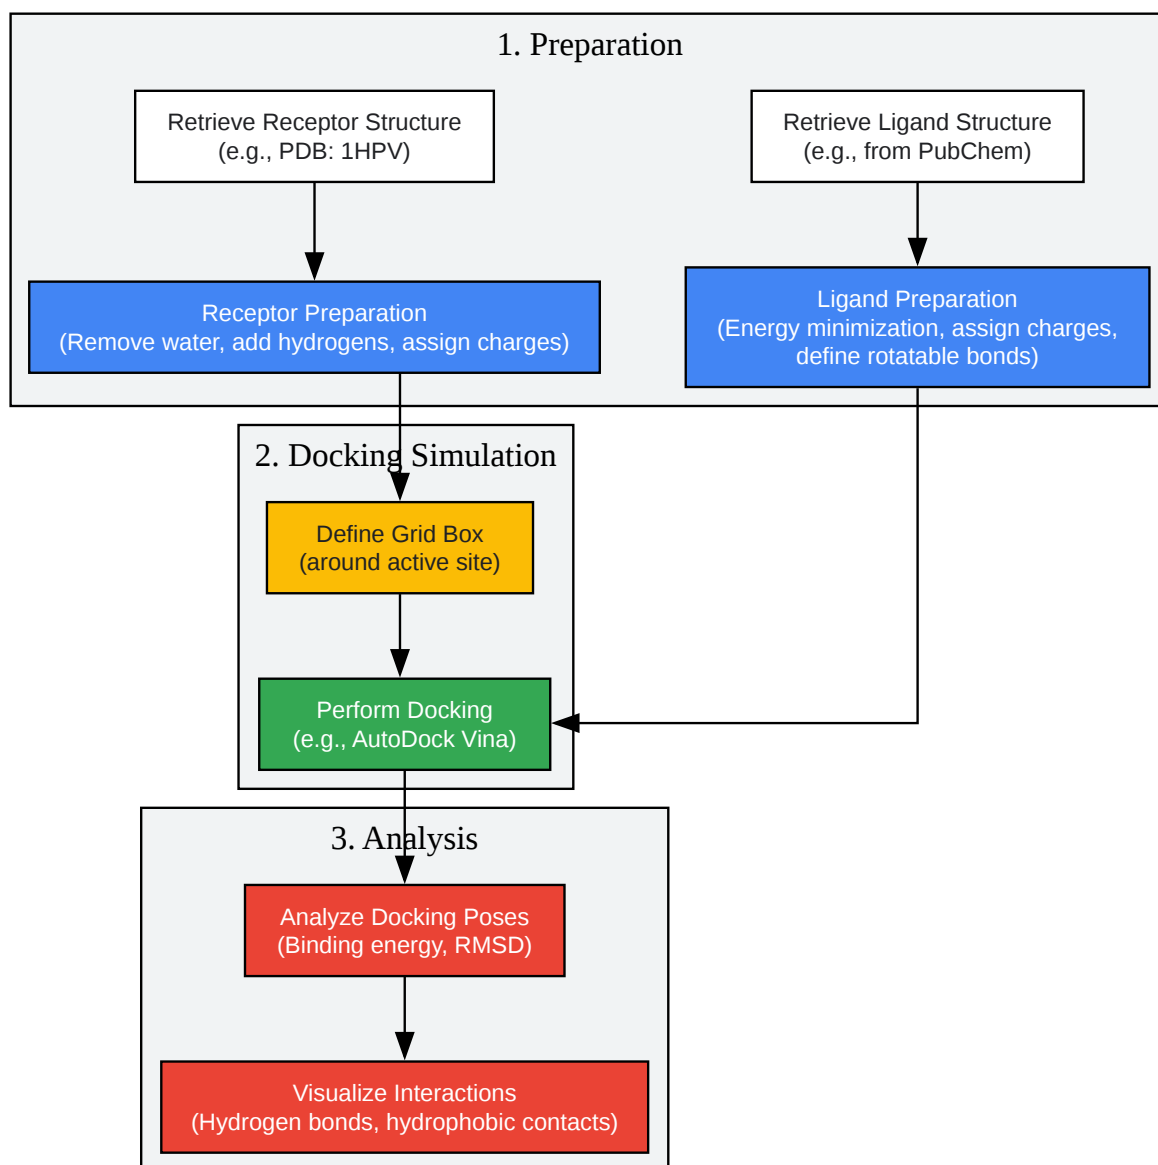 1. Preparation
Retrieve Receptor Structure
(e.g., PDB: 1HPV)
Retrieve Ligand Structure
(e.g., from PubChem)
Receptor Preparation
(Remove water, add hydrogens, assign charges)
Ligand Preparation
(Energy minimization, assign charges,
define rotatable bonds)
2. Docking Simulation
Define Grid Box
(around active site)
Perform Docking
(e.g., AutoDock Vina)
3. Analysis
Analyze Docking Poses
(Binding energy, RMSD)
Visualize Interactions
(Hydrogen bonds, hydrophobic contacts)